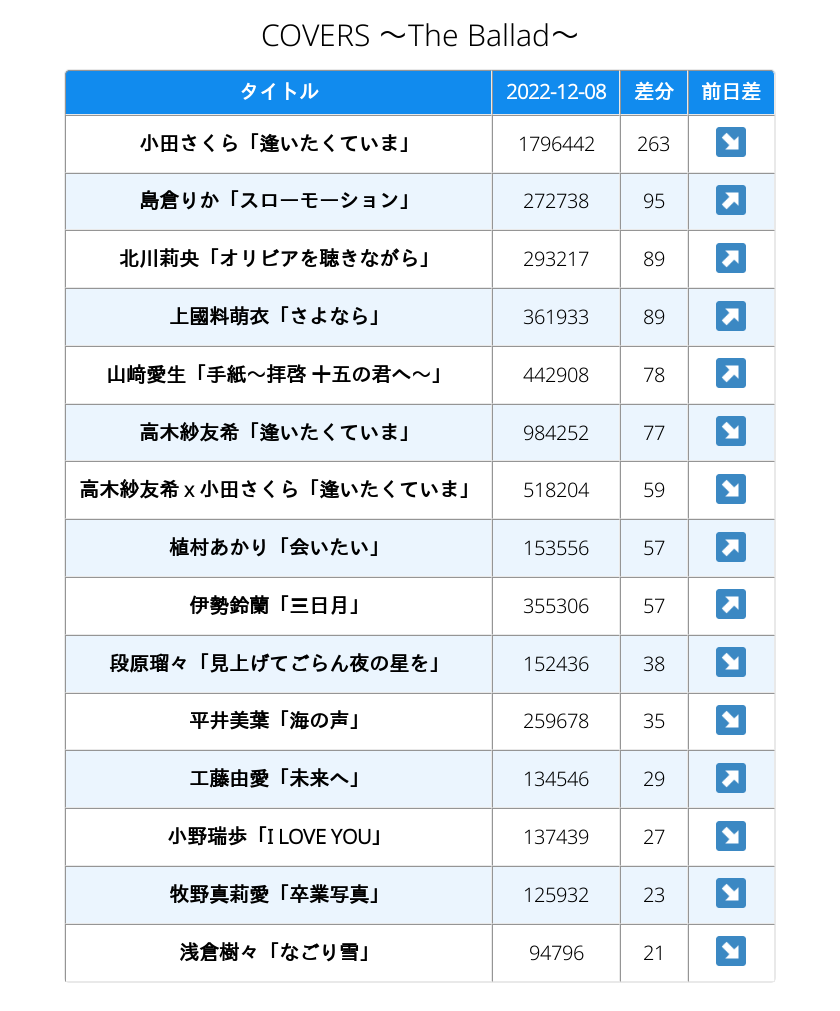 COVERS ～The Ballad～
タイトル 2022-12-08 差分 前日差
小田さくら「逢いたくていま」 1796442 263 ↘
島倉りか「スローモーション」 272738 95 ↗
北川莉央「オリビアを聴きながら」 293217 89 ↗
上國料萌衣「さよなら」 361933 89 ↗
山﨑愛生「手紙～拝啓 十五の君へ～」 442908 78 ↗
高木紗友希「逢いたくていま」 984252 77 ↘
高木紗友希 x 小田さくら「逢いたくていま」 518204 59 ↘
植村あかり「会いたい」 153556 57 ↗
伊勢鈴蘭「三日月」 355306 57 ↗
段原瑠々「見上げてごらん夜の星を」 152436 38 ↘
平井美葉「海の声」 259678 35 ↘
工藤由愛「未来へ」 134546 29 ↗
小野瑞歩「I LOVE YOU」 137439 27 ↘
牧野真莉愛「卒業写真」 125932 23 ↘
浅倉樹々「なごり雪」 94796 21 ↘